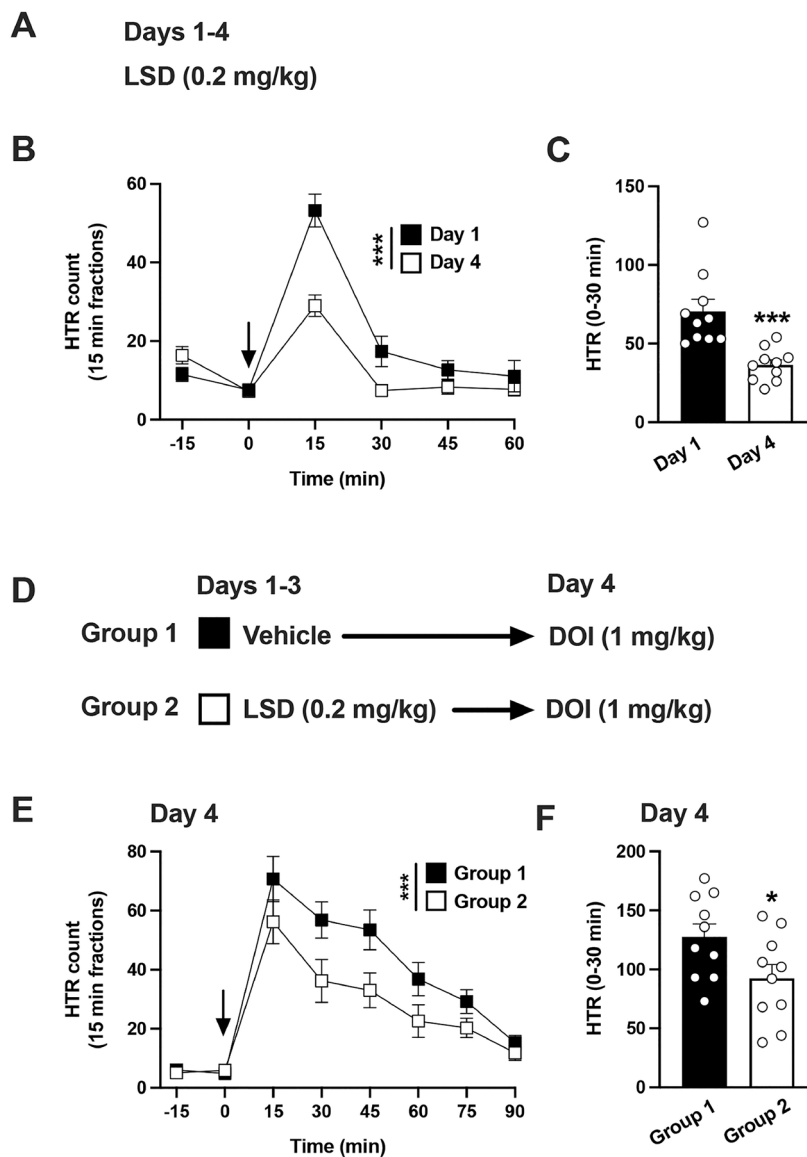 A
Days 1-4
LSD (0.2 mg/kg)
B
HTR count
(15 min fractions)
60
40
20
0
-15 0 15 30 45 60
Time (min)
***
Day 1
Day 4
C
HTR (0-30 min)
150
100
50
0
***
Day 1
Day 4
D
Days 1-3
Day 4
Group 1
Vehicle
DOI (1 mg/kg)
Group 2
LSD (0.2 mg/kg)
DOI (1 mg/kg)
E
Day 4
HTR count
(15 min fractions)
80
60
40
20
0
-15 0 15 30 45 60 75 90
Time (min)
***
Group 1
Group 2
F
Day 4
HTR (0-30 min)
200
150
100
50
0
*
Group 1
Group 2